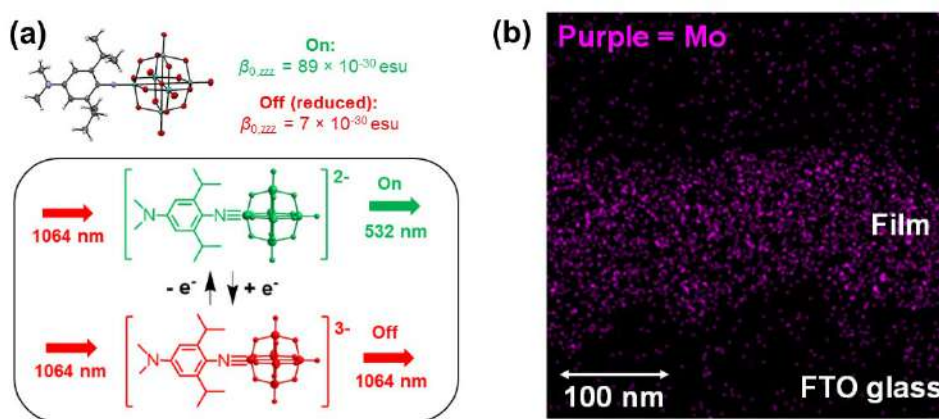 (a)
On:
β0,zzz = 89 × 10-30 esu
Off (reduced):
β0,zzz = 7 × 10-30 esu
1064 nm
N
N
2-
On
532 nm
- e- + e-
1064 nm
N
N
3-
Off
1064 nm
(b)
Purple = Mo
Film
100 nm
FTO glass